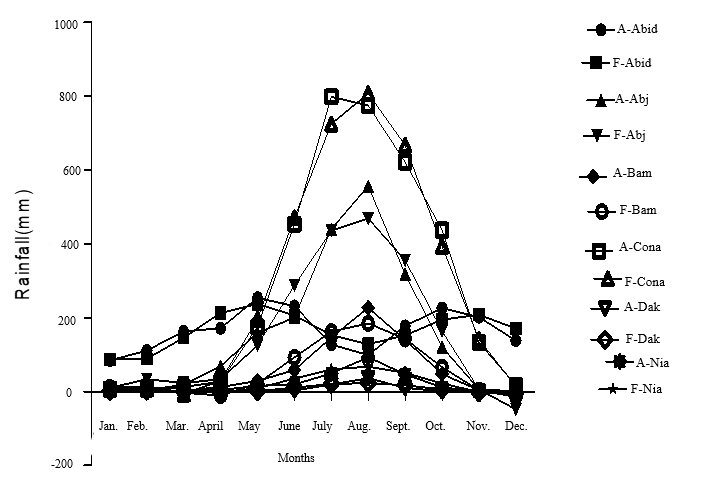 1000
800
600
400
200
0
-200
Rainfall(mm)
Jan. Feb. Mar. April May June July Aug. Sept. Oct. Nov. Dec.
Months
A-Abid
F-Abid
A-Abj
F-Abj
A-Bam
F-Bam
A-Cona
F-Cona
A-Dak
F-Dak
A-Nia
F-Nia